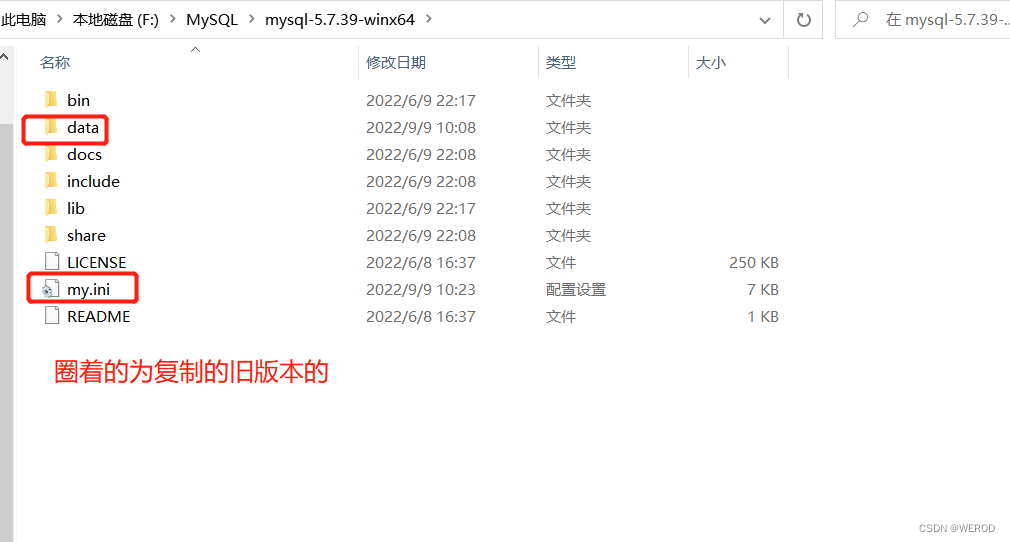 此电脑 > 本地磁盘 (F:) > MySQL > mysql-5.7.39-winx64 >
在 mysql-5.7.39-...
名称 修改日期 类型 大小
bin 2022/6/9 22:17 文件夹
data 2022/9/9 10:08 文件夹
docs 2022/6/9 22:08 文件夹
include 2022/6/9 22:08 文件夹
lib 2022/6/9 22:17 文件夹
share 2022/6/9 22:08 文件夹
LICENSE 2022/6/8 16:37 文件 250 KB
my.ini 2022/9/9 10:23 配置设置 7 KB
README 2022/6/8 16:37 文件 1 KB
圈着的为复制的旧版本的
CSDN @WEROD